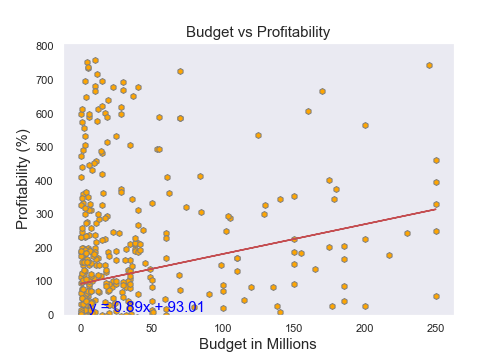 Budget vs Profitability
800
700
600
500
400
300
200
100
0
Profitability (%)
y = 0.89x + 93.01
0 50 100 150 200 250
Budget in Millions